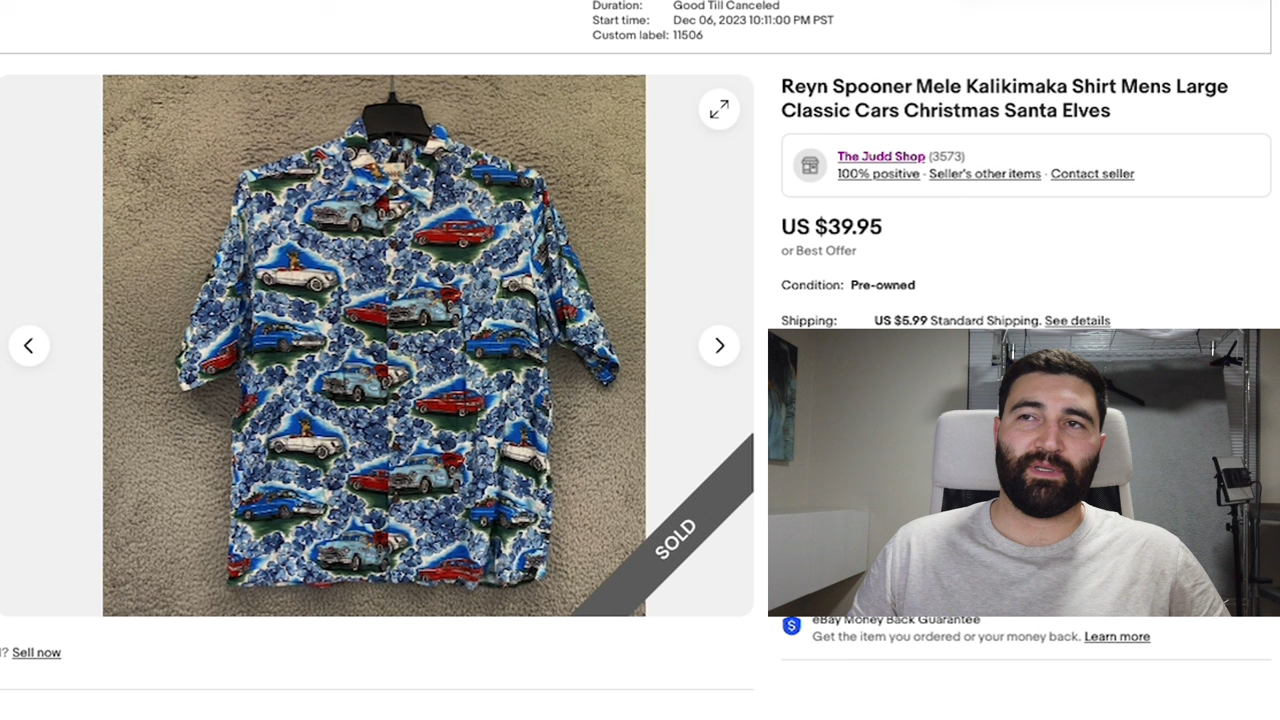 Duration: Good Till Canceled
Start time: Dec 06, 2023 10:11:00 PM PST
Custom label: 11506
Reyn Spooner Mele Kalikimaka Shirt Mens Large
Classic Cars Christmas Santa Elves
The Judd Shop (3573)
100% positive · Seller's other items · Contact seller
US $39.95
or Best Offer
Condition: Pre-owned
Shipping: US $5.99 Standard Shipping. See details
SOLD
eBay Money Back Guarantee
Get the item you ordered or your money back. Learn more
? Sell now